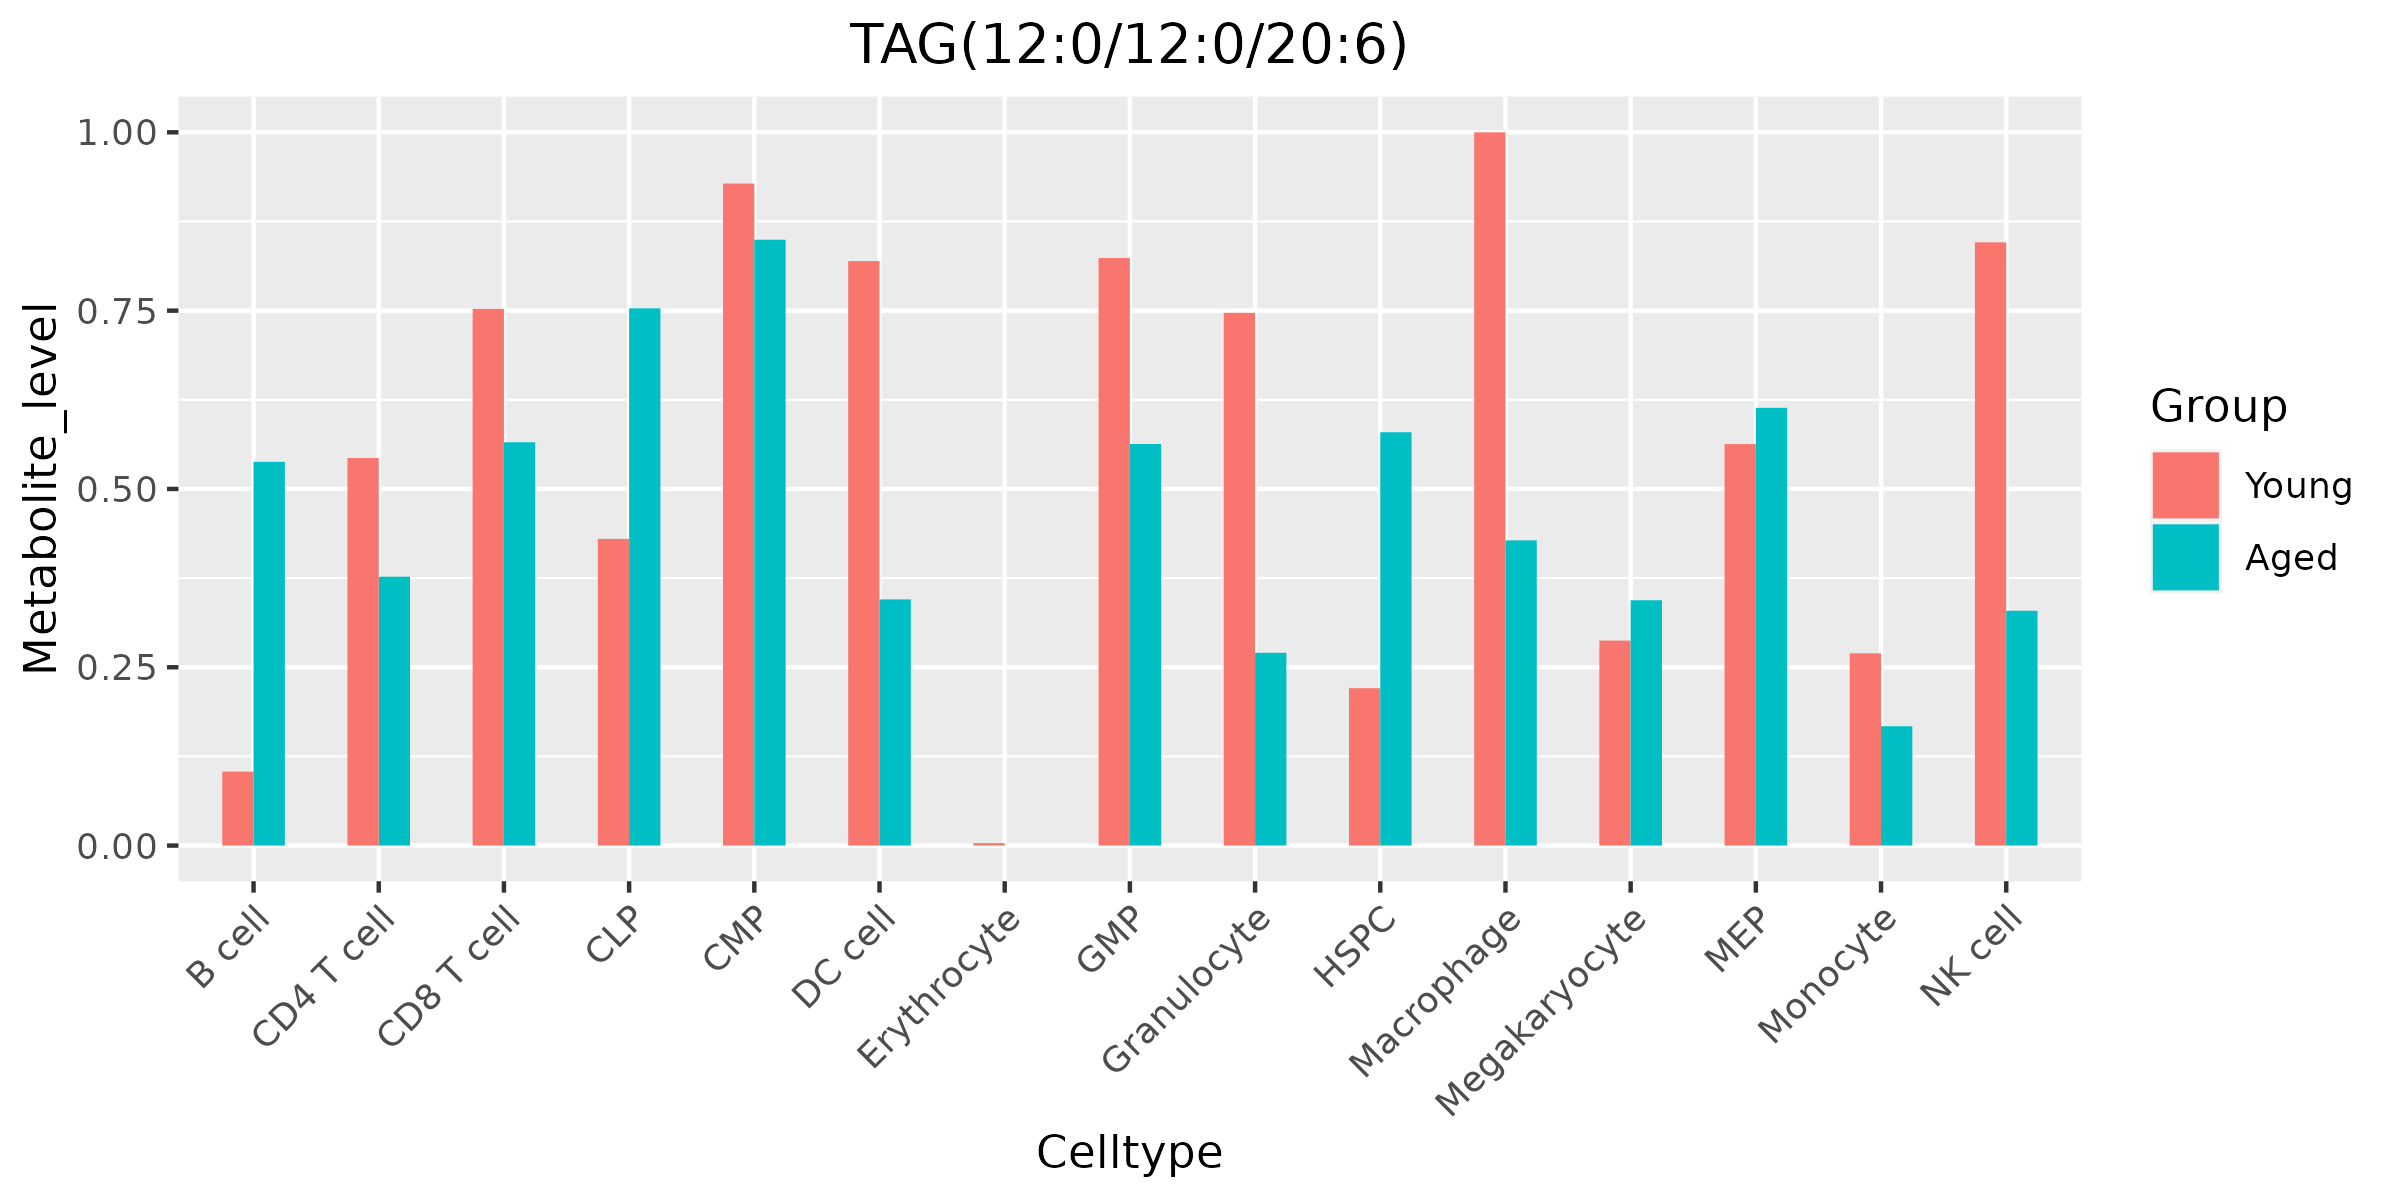 TAG(12:0/12:0/20:6)
Metabolite_level
1.00
0.75
0.50
0.25
0.00
B cell
CD4 T cell
CD8 T cell
CLP
CMP
DC cell
Erythrocyte
GMP
Granulocyte
HSPC
Macrophage
Megakaryocyte
MEP
Monocyte
NK cell
Celltype
Group
Young
Aged